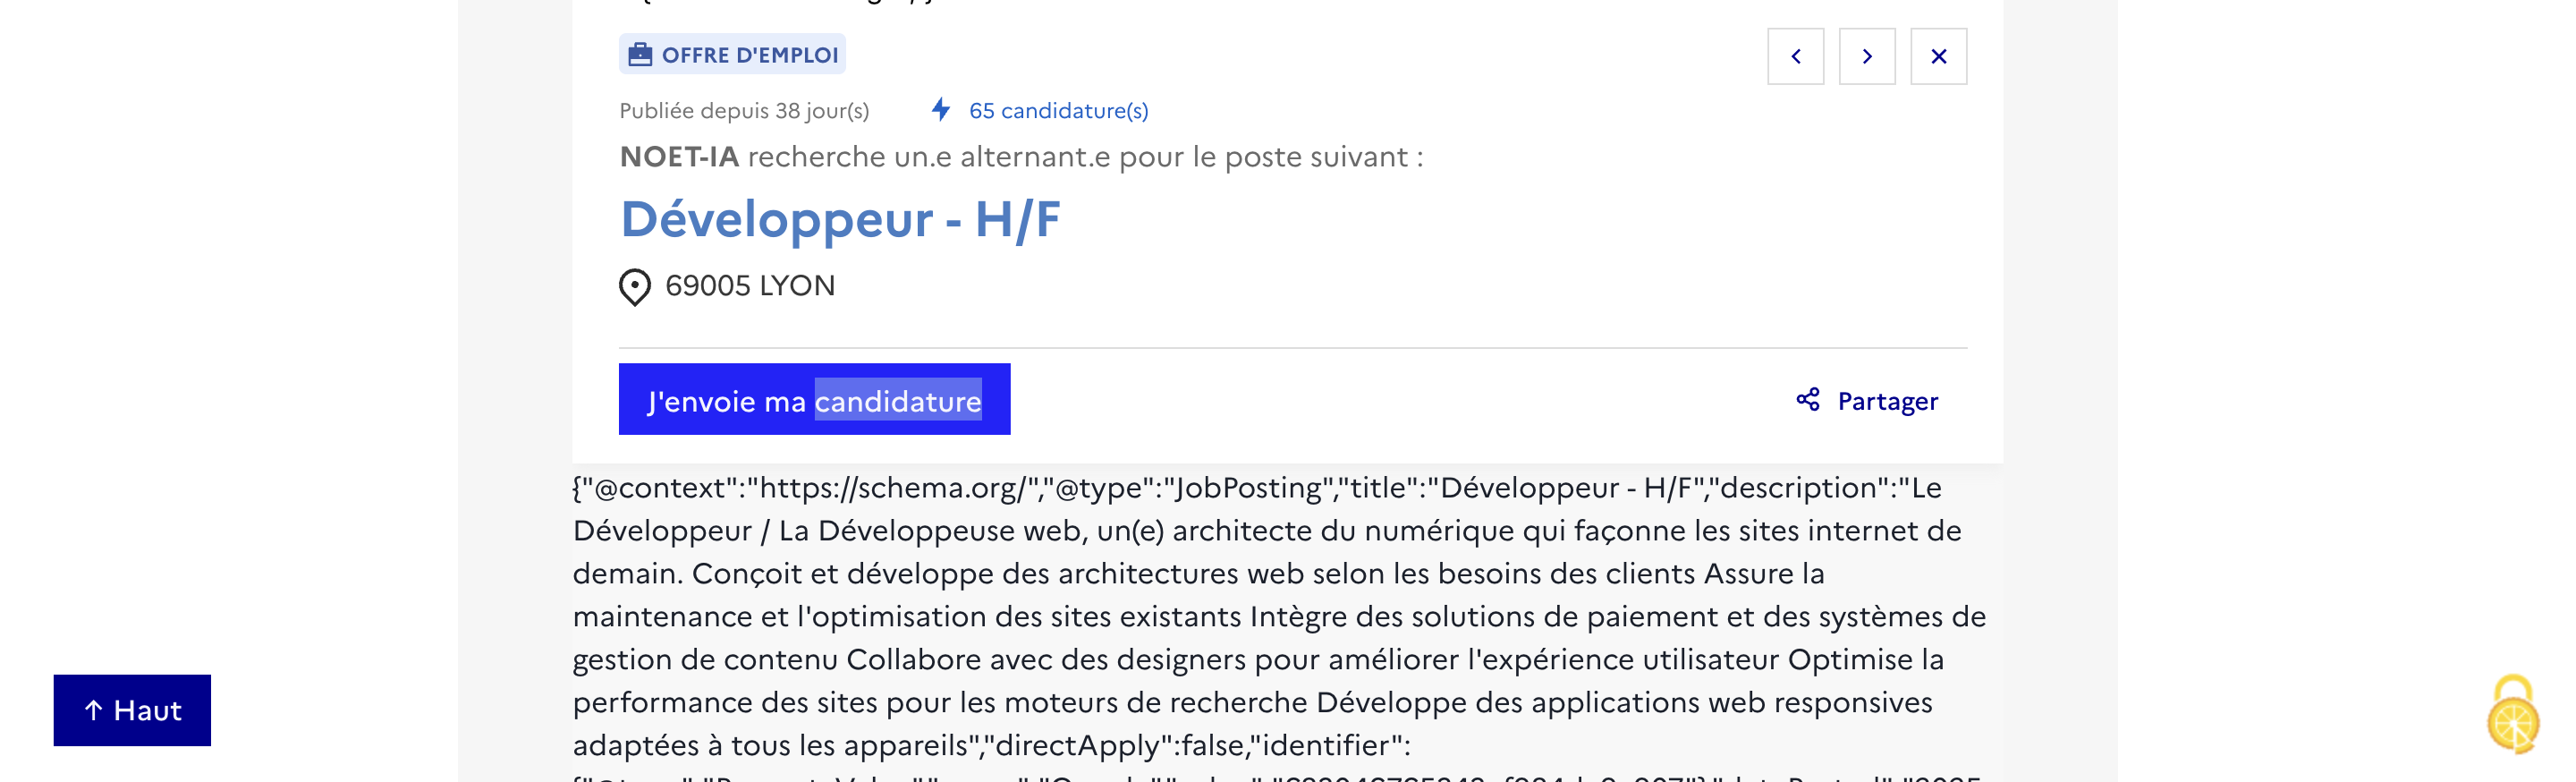 OFFRE D'EMPLOI
Publiée depuis 38 jour(s)
65 candidature(s)
NOET-IA recherche un.e alternant.e pour le poste suivant :
Développeur - H/F
69005 LYON
J'envoie ma candidature
Partager
{"@context":"https://schema.org/","@type":"JobPosting","title":"Développeur - H/F","description":"Le
Développeur / La Développeuse web, un(e) architecte du numérique qui façonne les sites internet de
demain. Conçoit et développe des architectures web selon les besoins des clients Assure la
maintenance et l'optimisation des sites existants Intègre des solutions de paiement et des systèmes de
gestion de contenu Collabore avec des designers pour améliorer l'expérience utilisateur Optimise la
performance des sites pour les moteurs de recherche Développe des applications web responsives
adaptées à tous les appareils","directApply":false,"identifier":
↑ Haut